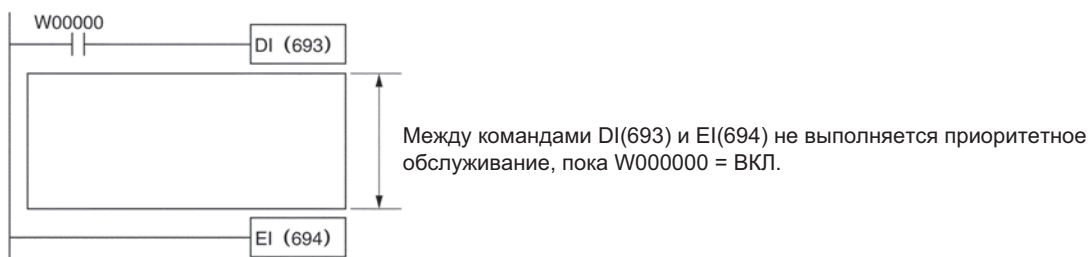 W00000
DI (693)
Между командами DI(693) и EI(694) не выполняется приоритетное
обслуживание, пока W000000 = ВКЛ.
EI (694)